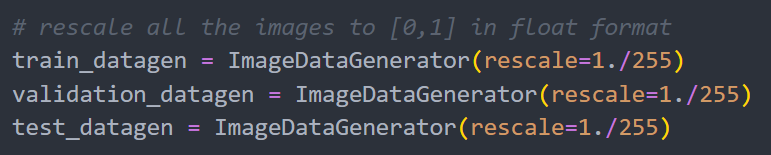 # rescale all the images to [0,1] in float format
train_datagen = ImageDataGenerator(rescale=1./255)
validation_datagen = ImageDataGenerator(rescale=1./255)
test_datagen = ImageDataGenerator(rescale=1./255)